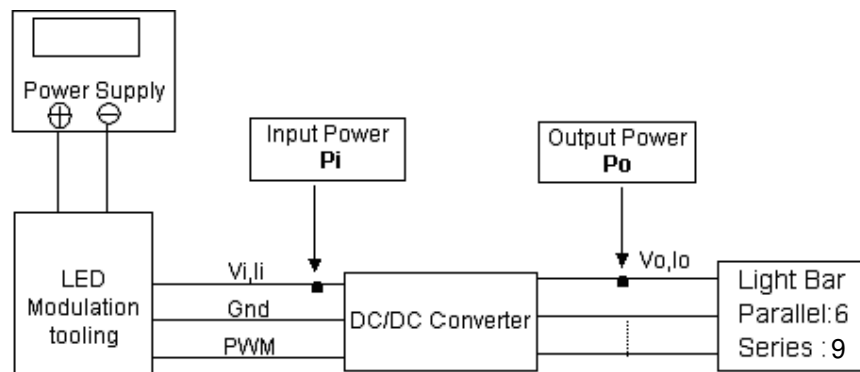 Power Supply
Input Power
Pi
Output Power
Po
LED
Modulation
tooling
Vi,Ii
Gnd
PWM
DC/DC Converter
Vo,Io
Light Bar
Parallel:6
Series :9